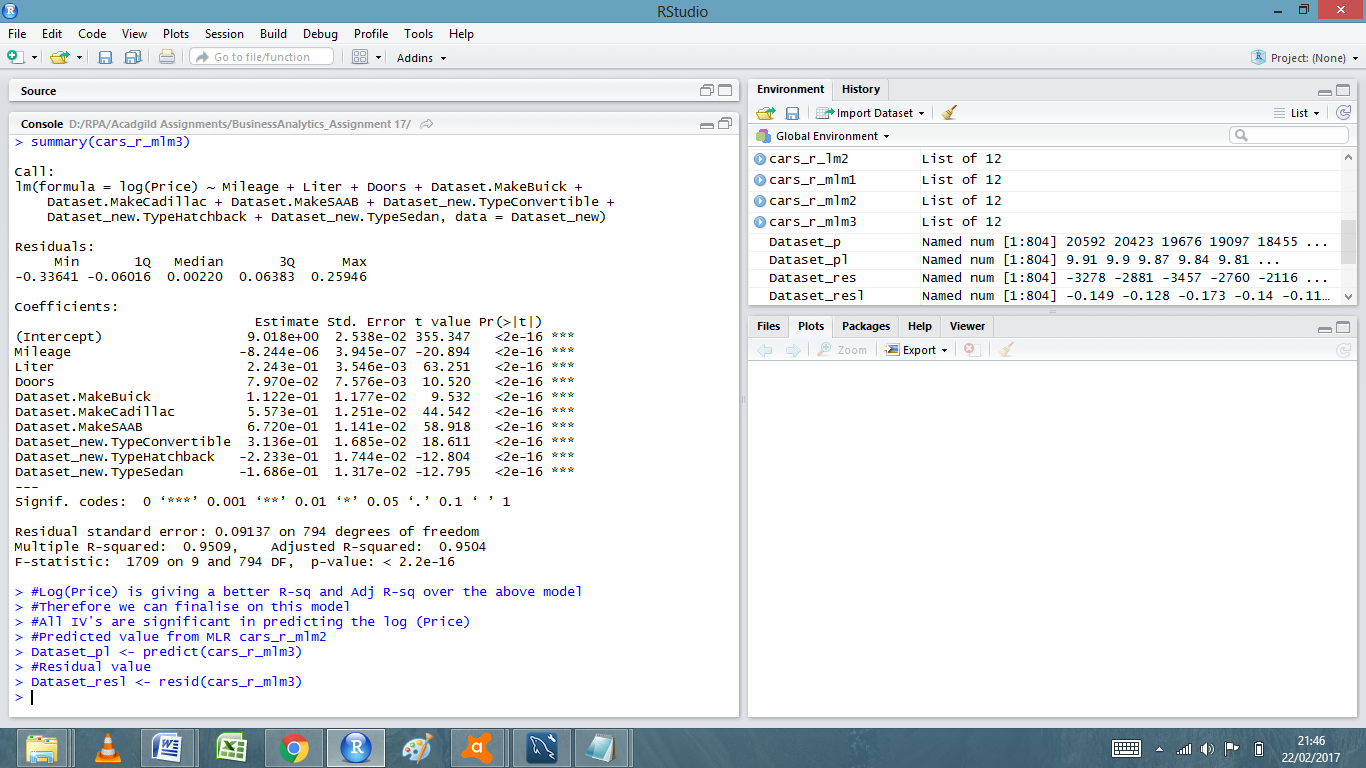 RStudio
File Edit Code View Plots Session Build Debug Profile Tools Help
Go to file/function Addins Project: (None)
Source
Console D:/RPA/Acadgild Assignments/BusinessAnalytics_Assignment 17/
> summary(cars_r_mlm3)
Call:
lm(formula = log(Price) ~ Mileage + Liter + Doors + Dataset.MakeBuick +
Dataset.MakeCadillac + Dataset.MakeSAAB + Dataset_new.TypeConvertible +
Dataset_new.TypeHatchback + Dataset_new.TypeSedan, data = Dataset_new)
Residuals:
Min 1Q Median 3Q Max
-0.33641 -0.06016 0.00220 0.06383 0.25946
Coefficients:
Estimate Std. Error t value Pr(>|t|)
(Intercept) 9.018e+00 2.538e-02 355.347 <2e-16 ***
Mileage -8.244e-06 3.945e-07 -20.894 <2e-16 ***
Liter 2.243e-01 3.546e-03 63.251 <2e-16 ***
Doors 7.970e-02 7.576e-03 10.520 <2e-16 ***
Dataset.MakeBuick 1.122e-01 1.177e-02 9.532 <2e-16 ***
Dataset.MakeCadillac 5.573e-01 1.251e-02 44.542 <2e-16 ***
Dataset.MakeSAAB 6.720e-01 1.141e-02 58.918 <2e-16 ***
Dataset_new.TypeConvertible 3.136e-01 1.685e-02 18.611 <2e-16 ***
Dataset_new.TypeHatchback -2.233e-01 1.744e-02 -12.804 <2e-16 ***
Dataset_new.TypeSedan -1.686e-01 1.317e-02 -12.795 <2e-16 ***
---
Signif. codes: 0 ‘***’ 0.001 ‘**’ 0.01 ‘*’ 0.05 ‘.’ 0.1 ‘ ’ 1
Residual standard error: 0.09137 on 794 degrees of freedom
Multiple R-squared: 0.9509, Adjusted R-squared: 0.9504
F-statistic: 1709 on 9 and 794 DF, p-value: < 2.2e-16
> #Log(Price) is giving a better R-sq and Adj R-sq over the above model
> #Therefore we can finalise on this model
> #All IV's are significant in predicting the log (Price)
> #Predicted value from MLR cars_r_mlm2
> Dataset_pl <- predict(cars_r_mlm3)
> #Residual value
> Dataset_resl <- resid(cars_r_mlm3)
>
Environment History
Import Dataset List
Global Environment
cars_r_lm2 List of 12
cars_r_mlm1 List of 12
cars_r_mlm2 List of 12
cars_r_mlm3 List of 12
Dataset_p Named num [1:804] 20592 20423 19676 19097 18455 ...
Dataset_pl Named num [1:804] 9.91 9.9 9.87 9.84 9.81 ...
Dataset_res Named num [1:804] -3278 -2881 -3457 -2760 -2116 ...
Dataset_resl Named num [1:804] -0.149 -0.128 -0.173 -0.14 -0.11...
Files Plots Packages Help Viewer
Zoom Export
21:46
22/02/2017